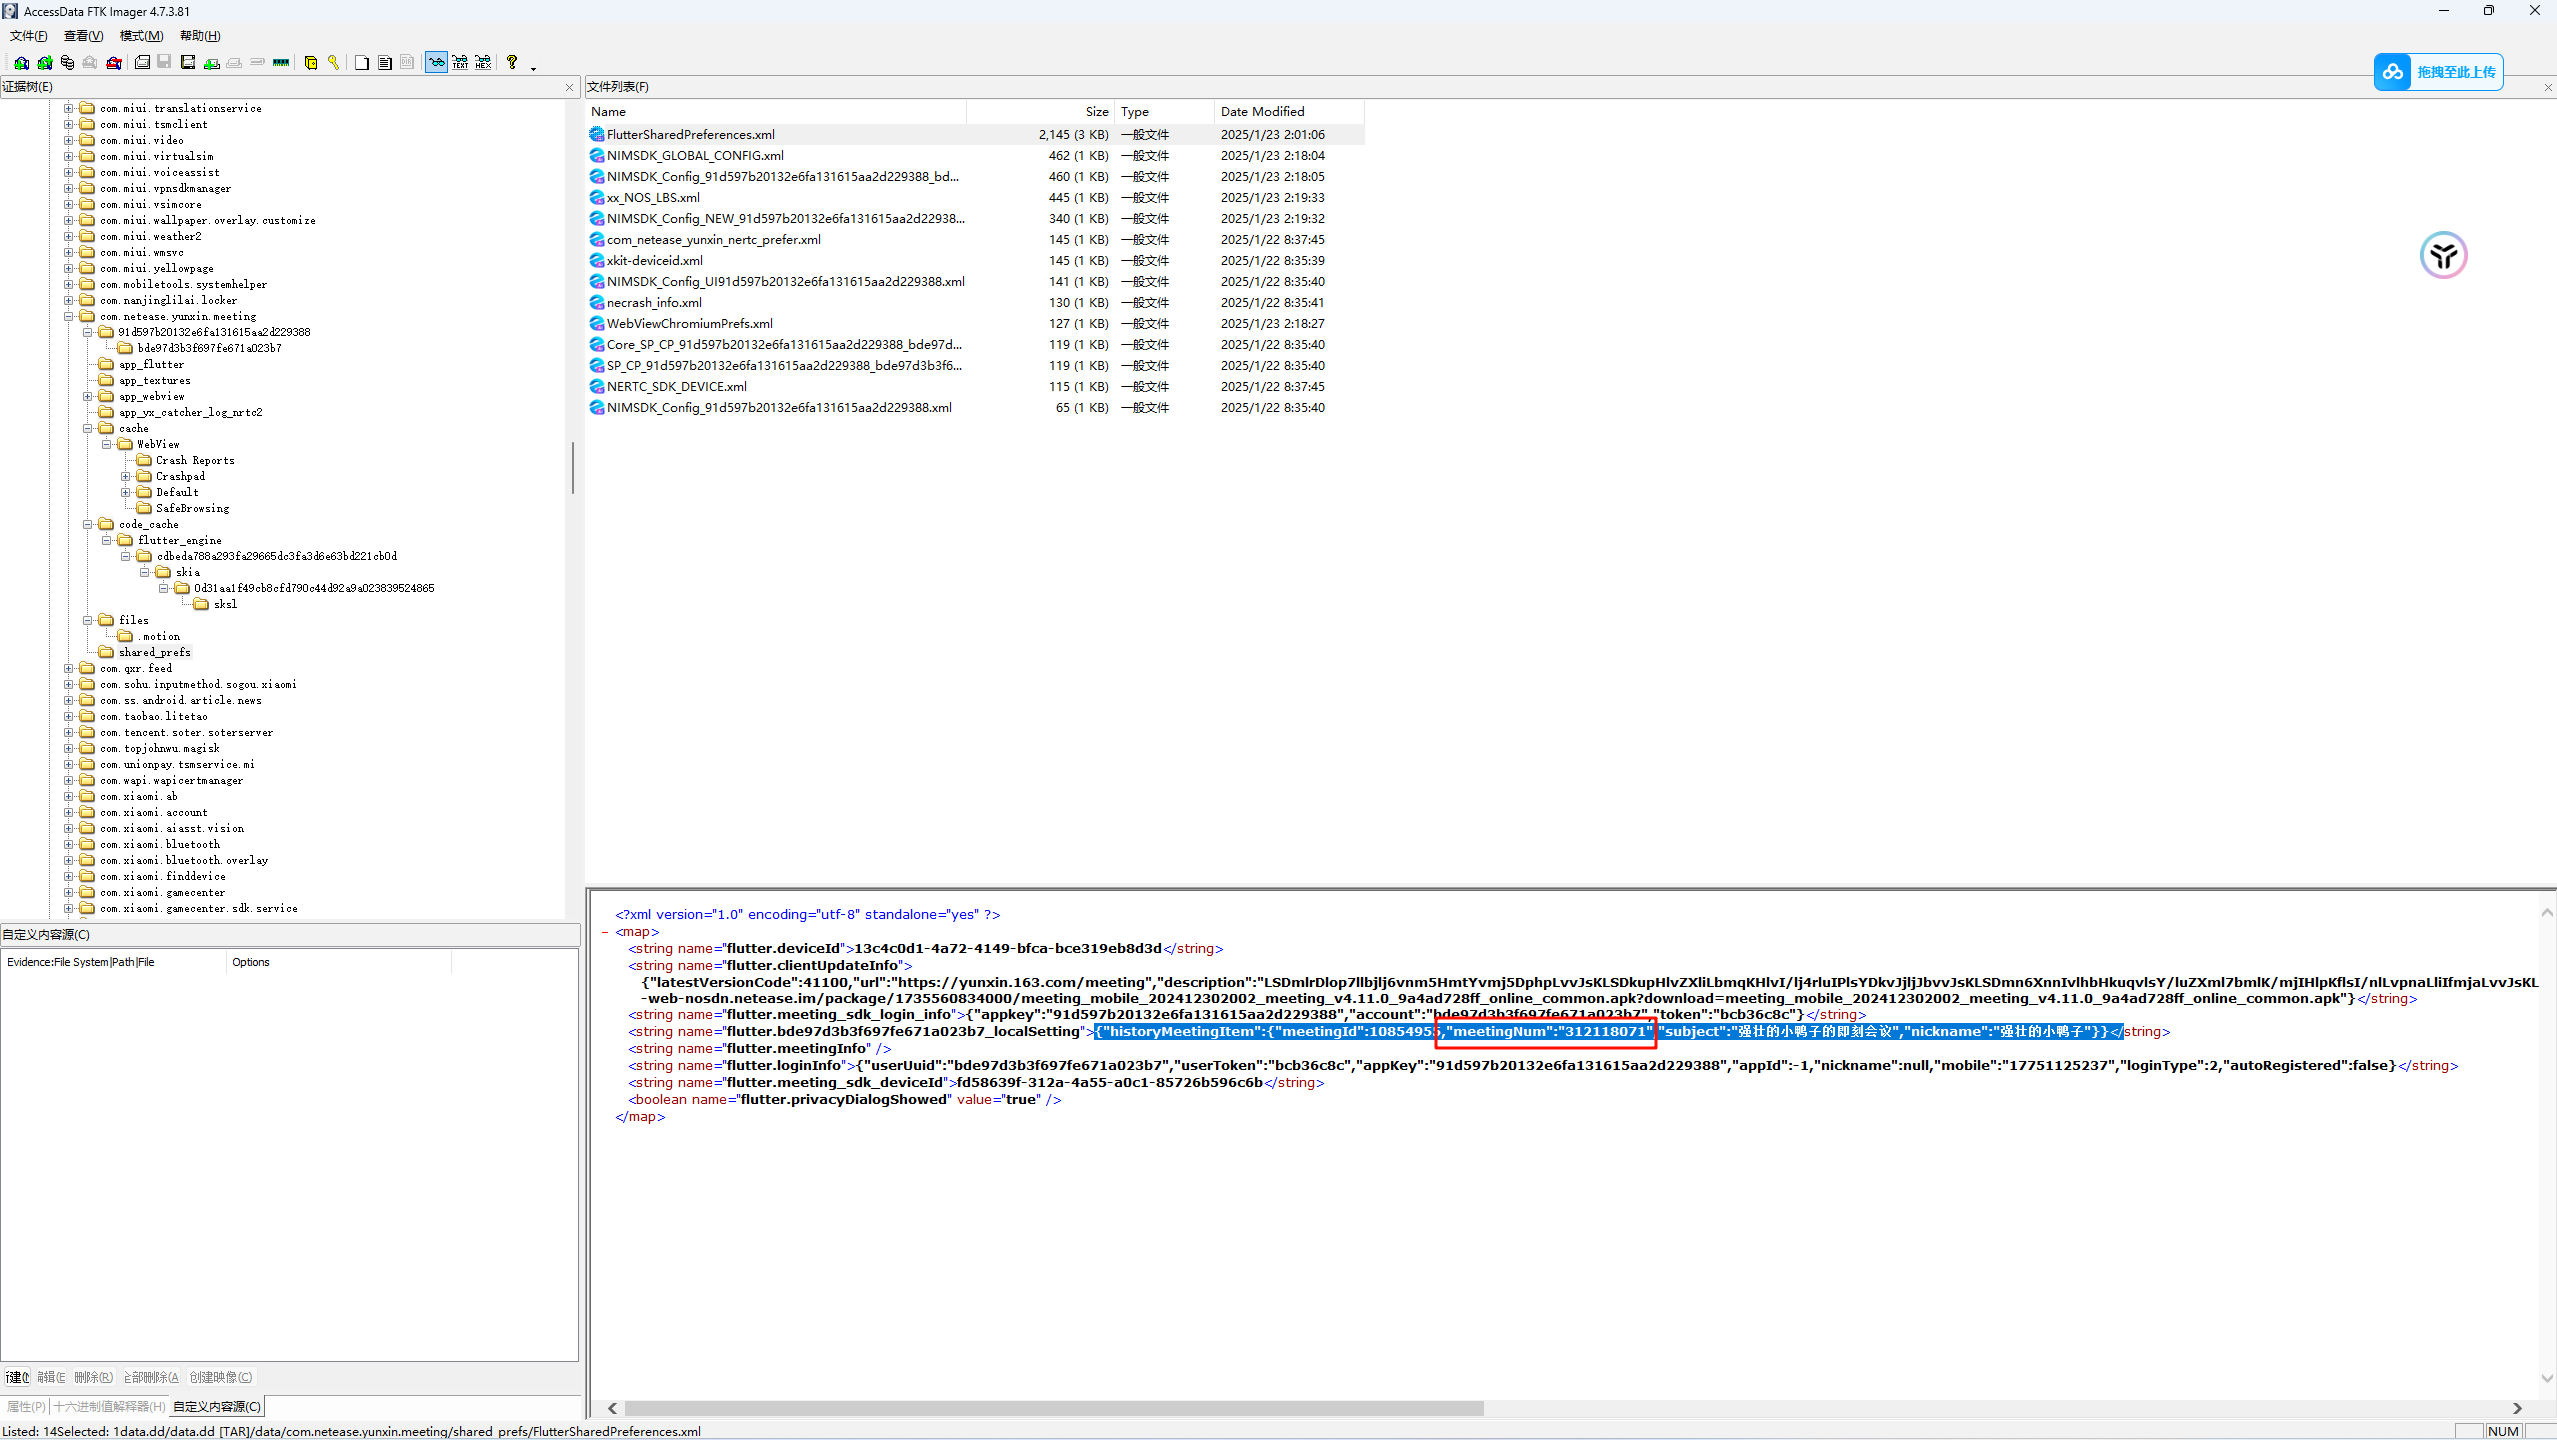 AccessData FTK Imager 4.7.3.81
文件(F) 查看(V) 模式(M) 帮助(H)
拖拽至此上传
证据树(E)
com.miui.translationservice
com.miui.tsmclient
com.miui.video
com.miui.virtualsim
com.miui.voiceassist
com.miui.vpnsdkmanager
com.miui.vsimcore
com.miui.wallpaper.overlay.customize
com.miui.weather2
com.miui.wmsvc
com.miui.yellowpage
com.mobiletools.systemhelper
com.nanjinglilai.locker
com.netease.yunxin.meeting
91d597b20132e6fa131615aa2d229388
bde97d3b3f697fe671a023b7
app_flutter
app_textures
app_webview
app_yx_catcher_log_nrtc2
cache
WebView
Crash Reports
Crashpad
Default
SafeBrowsing
code_cache
flutter_engine
cdbeda788a293fa29665dc3fa3d6e63bd221cb0d
skia
0d31aa1f49cb8cfd790c44d92a9a023839524865
sksl
files
.motion
shared_prefs
com.qxr.feed
com.sohu.inputmethod.sogou.xiaomi
com.ss.android.article.news
com.taobao.litetao
com.tencent.soter.soterserver
com.topjohnwu.magisk
com.unionpay.tsmservice.mi
com.wapi.wapicertmanager
com.xiaomi.ab
com.xiaomi.account
com.xiaomi.aiasst.vision
com.xiaomi.bluetooth
com.xiaomi.bluetooth.overlay
com.xiaomi.finddevice
com.xiaomi.gamecenter
com.xiaomi.gamecenter.sdk.service
自定义内容源(C)
Evidence:File System|Path|File Options
删除(R) 创建映像(C)
属性(P) 十六进制值解释器(H) 自定义内容源(C)
文件列表(F)
Name Size Type Date Modified
FlutterSharedPreferences.xml 2,145 (3 KB) 一般文件 2025/1/23 2:01:06
NIMSDK_GLOBAL_CONFIG.xml 462 (1 KB) 一般文件 2025/1/23 2:18:04
NIMSDK_Config_91d597b20132e6fa131615aa2d229388_bd... 460 (1 KB) 一般文件 2025/1/23 2:18:05
xx_NOS_LBS.xml 445 (1 KB) 一般文件 2025/1/23 2:19:33
NIMSDK_Config_NEW_91d597b20132e6fa131615aa2d22938... 340 (1 KB) 一般文件 2025/1/23 2:19:32
com_netease_yunxin_nertc_prefer.xml 145 (1 KB) 一般文件 2025/1/22 8:37:45
xkit-deviceid.xml 145 (1 KB) 一般文件 2025/1/22 8:35:39
NIMSDK_Config_UI91d597b20132e6fa131615aa2d229388.xml 141 (1 KB) 一般文件 2025/1/22 8:35:40
necrash_info.xml 130 (1 KB) 一般文件 2025/1/22 8:35:41
WebViewChromiumPrefs.xml 127 (1 KB) 一般文件 2025/1/23 2:18:27
Core_SP_CP_91d597b20132e6fa131615aa2d229388_bde97d... 119 (1 KB) 一般文件 2025/1/22 8:35:40
SP_CP_91d597b20132e6fa131615aa2d229388_bde97d3b3f6... 119 (1 KB) 一般文件 2025/1/22 8:35:40
NERTC_SDK_DEVICE.xml 115 (1 KB) 一般文件 2025/1/22 8:37:45
NIMSDK_Config_91d597b20132e6fa131615aa2d229388.xml 65 (1 KB) 一般文件 2025/1/22 8:35:40
<?xml version="1.0" encoding="utf-8" standalone="yes" ?>
- <map>
<string name="flutter.deviceId">13c4c0d1-4a72-4149-bfca-bce319eb8d3d</string>
<string name="flutter.clientUpdateInfo">
{"latestVersionCode":41100,"url":"https://yunxin.163.com/meeting","description":
-web-nosdn.netease.im/package/1735560834000/meeting_mobile_202412302002_meeting_v4.11.0_9a4ad728ff_online_common.apk?download=meeting_mobile_202412302002_meeting_v4.11.0_9a4ad728ff_online_common.apk"}</string>
<string name="flutter.meeting_sdk_login_info">{"appkey":"91d597b20132e6fa131615aa2d229388","account":"bde97d3b3f697fe671a023b7","token":"bcb36c8c"}</string>
<string name="flutter.bde97d3b3f697fe671a023b7_localSetting">{"historyMeetingItem":{"meetingId":10854953,"meetingNum":"312118071","subject":"强壮的小鸭子的即刻会议","nickname":"强壮的小鸭子"}}</string>
<string name="flutter.meetingInfo" />
<string name="flutter.loginInfo">{"userUuid":"bde97d3b3f697fe671a023b7","userToken":"bcb36c8c","appKey":"91d597b20132e6fa131615aa2d229388","appId":-1,"nickname":null,"mobile":"17751125237","loginType":2,"autoRegistered":false}</string>
<string name="flutter.meeting_sdk_deviceId">fd58639f-312a-4a55-a0c1-85726b596c6b</string>
<boolean name="flutter.privacyDialogShowed" value="true" />
</map>
Listed: 14Selected: 1data.dd/data.dd [TAR]/data/com.netease.yunxin.meeting/shared_prefs/FlutterSharedPreferences.xml
NUM